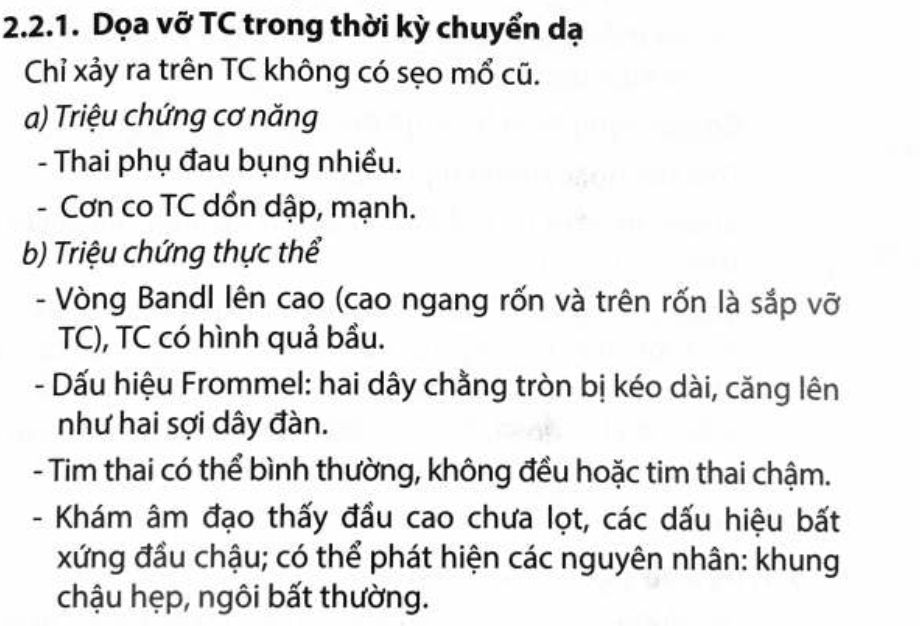 2.2.1. Dọa vỡ TC trong thời kỳ chuyển dạ
Chỉ xảy ra trên TC không có sẹo mổ cũ.
a) Triệu chứng cơ năng
- Thai phụ đau bụng nhiều.
- Cơn co TC dồn dập, mạnh.
b) Triệu chứng thực thể
- Vòng Bandl lên cao (cao ngang rốn và trên rốn là sắp vỡ
TC), TC có hình quả bầu.
- Dấu hiệu Frommel: hai dây chằng tròn bị kéo dài, căng lên
như hai sợi dây đàn.
- Tim thai có thể bình thường, không đều hoặc tim thai chậm.
- Khám âm đạo thấy đầu cao chưa lọt, các dấu hiệu bất
xứng đầu chậu; có thể phát hiện các nguyên nhân: khung
chậu hẹp, ngôi bất thường.